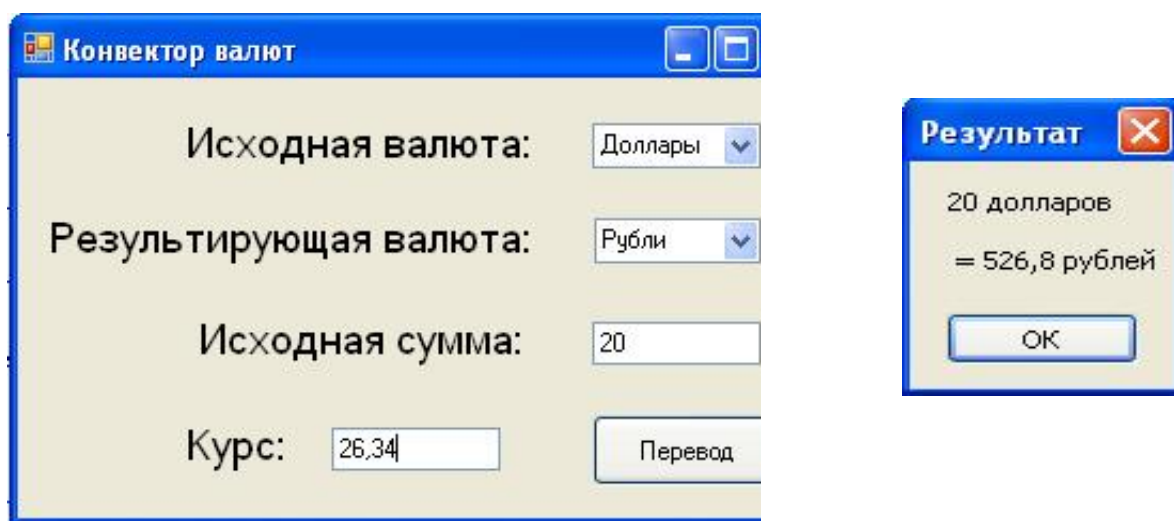 Конвектор валют
Исходная валюта: Доллары
Результирующая валюта: Рубли
Исходная сумма: 20
Курс: 26,34 Перевод
Результат
20 долларов
= 526,8 рублей
ОК